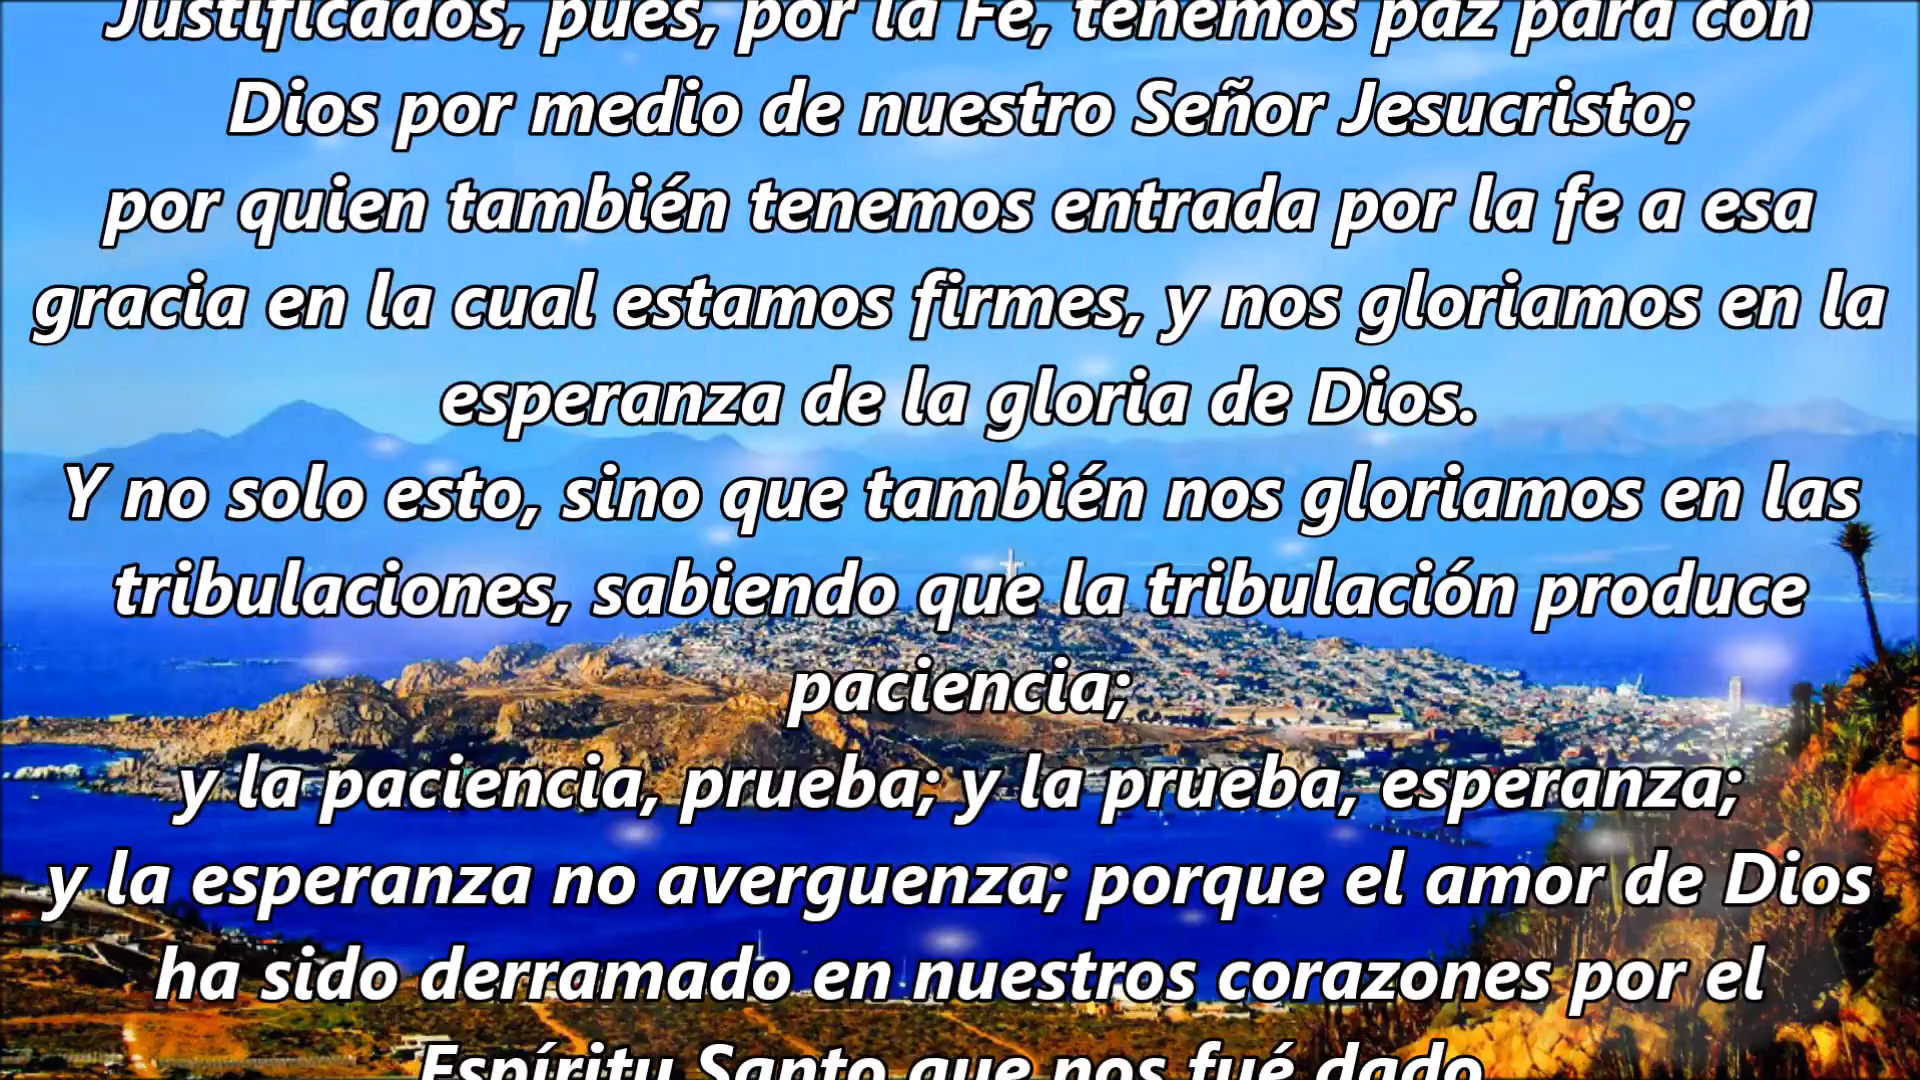 Justificados, pues, por la Fe, tenemos paz para con
Dios por medio de nuestro Señor Jesucristo;
por quien también tenemos entrada por la fe a esa
gracia en la cual estamos firmes, y nos gloriamos en la
esperanza de la gloria de Dios.
Y no solo esto, sino que también nos gloriamos en las
tribulaciones, sabiendo que la tribulación produce
paciencia;
y la paciencia, prueba; y la prueba, esperanza;
y la esperanza no averguenza; porque el amor de Dios
ha sido derramado en nuestros corazones por el
Espíritu Santo que nos fué dado